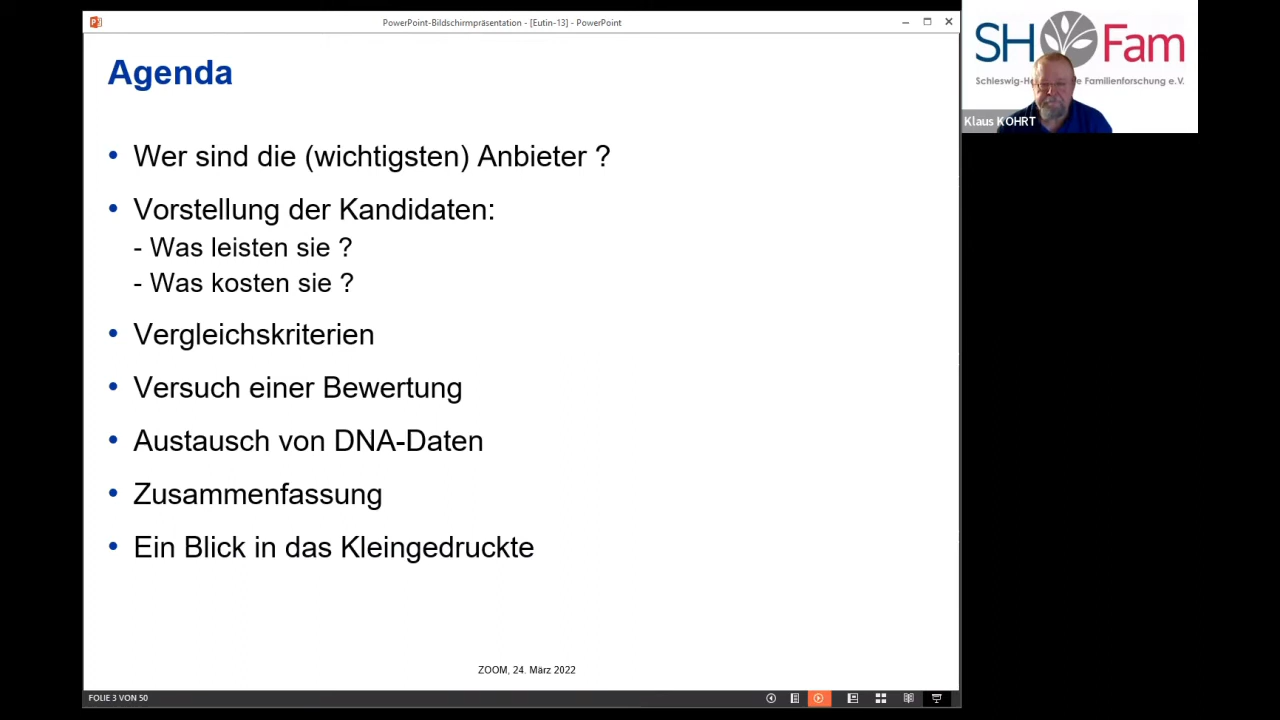 PowerPoint-Bildschirmpräsentation - [Eutin-13] - PowerPoint
Agenda
• Wer sind die (wichtigsten) Anbieter ?
• Vorstellung der Kandidaten:
- Was leisten sie ?
- Was kosten sie ?
• Vergleichskriterien
• Versuch einer Bewertung
• Austausch von DNA-Daten
• Zusammenfassung
• Ein Blick in das Kleingedruckte
ZOOM, 24. März 2022
FOLIE 3 VON 50
SH Fam
Familienforschung e.V.
Klaus KOHRT